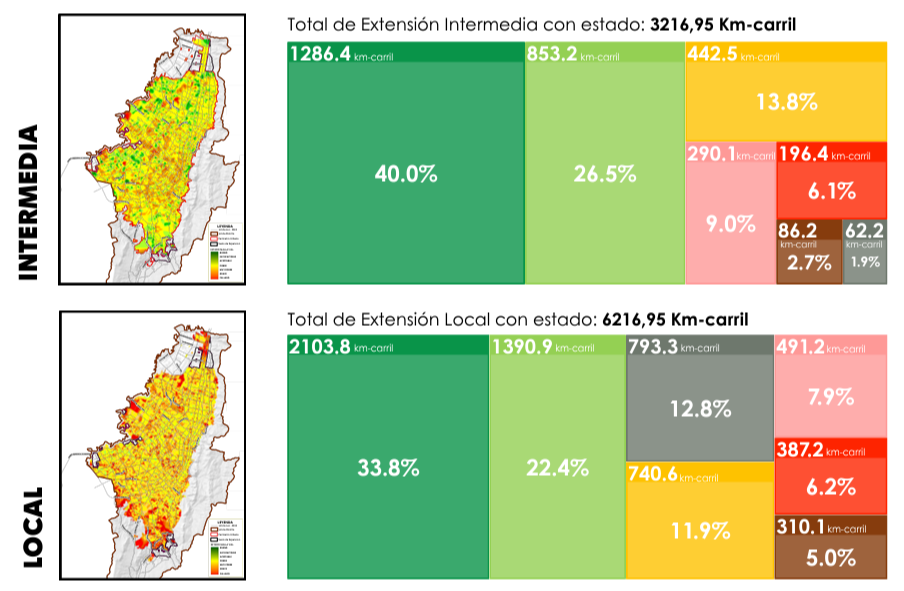 INTERMEDIA
Total de Extensión Intermedia con estado: 3216,95 Km-carril
1286.4 km-carril
40.0%
853.2 km-carril
26.5%
442.5 km-carril
13.8%
290.1 km-carril
9.0%
196.4 km-carril
6.1%
86.2
km-carril
2.7%
62.2
km-carril
1.9%
LEYENDA
LOCAL
Total de Extensión Local con estado: 6216,95 Km-carril
2103.8 km-carril
33.8%
1390.9 km-carril
22.4%
793.3 km-carril
12.8%
740.6 km-carril
11.9%
491.2 km-carril
7.9%
387.2 km-carril
6.2%
310.1 km-carril
5.0%
LEYENDA